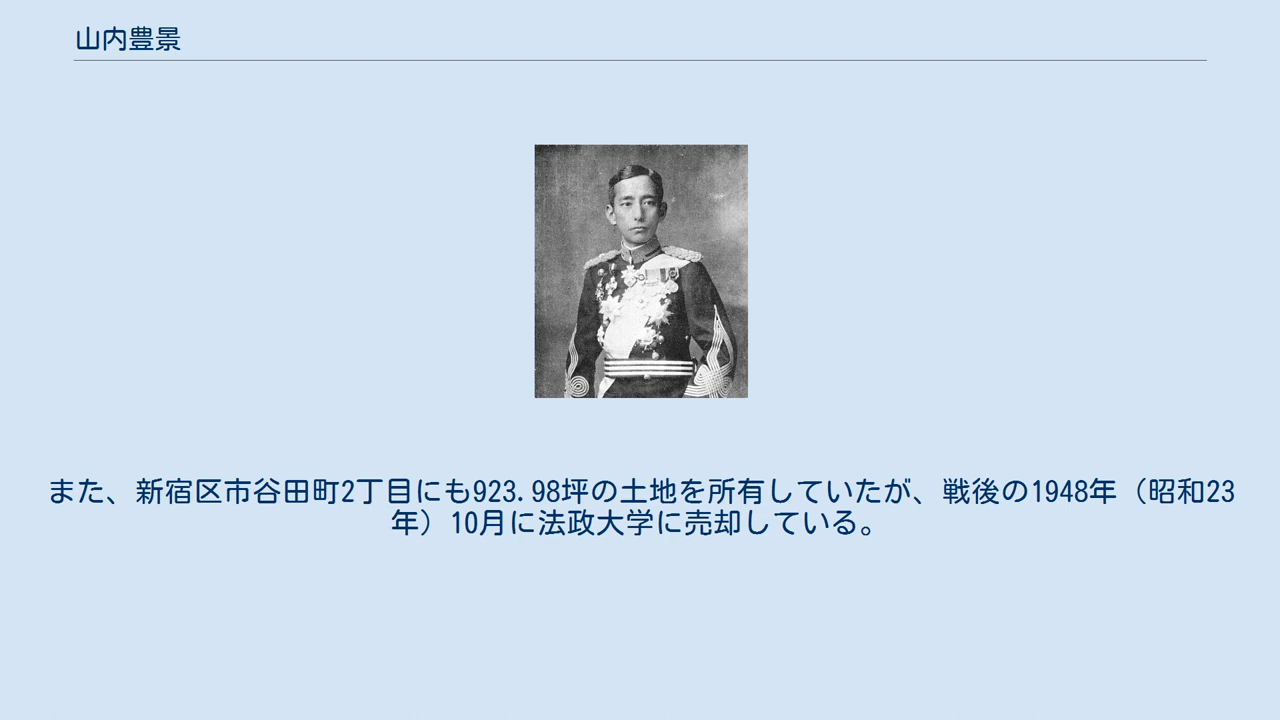 山内豊景
また、新宿区市谷田町2丁目にも923.98坪の土地を所有していたが、戦後の1948年（昭和23
年）10月に法政大学に売却している。